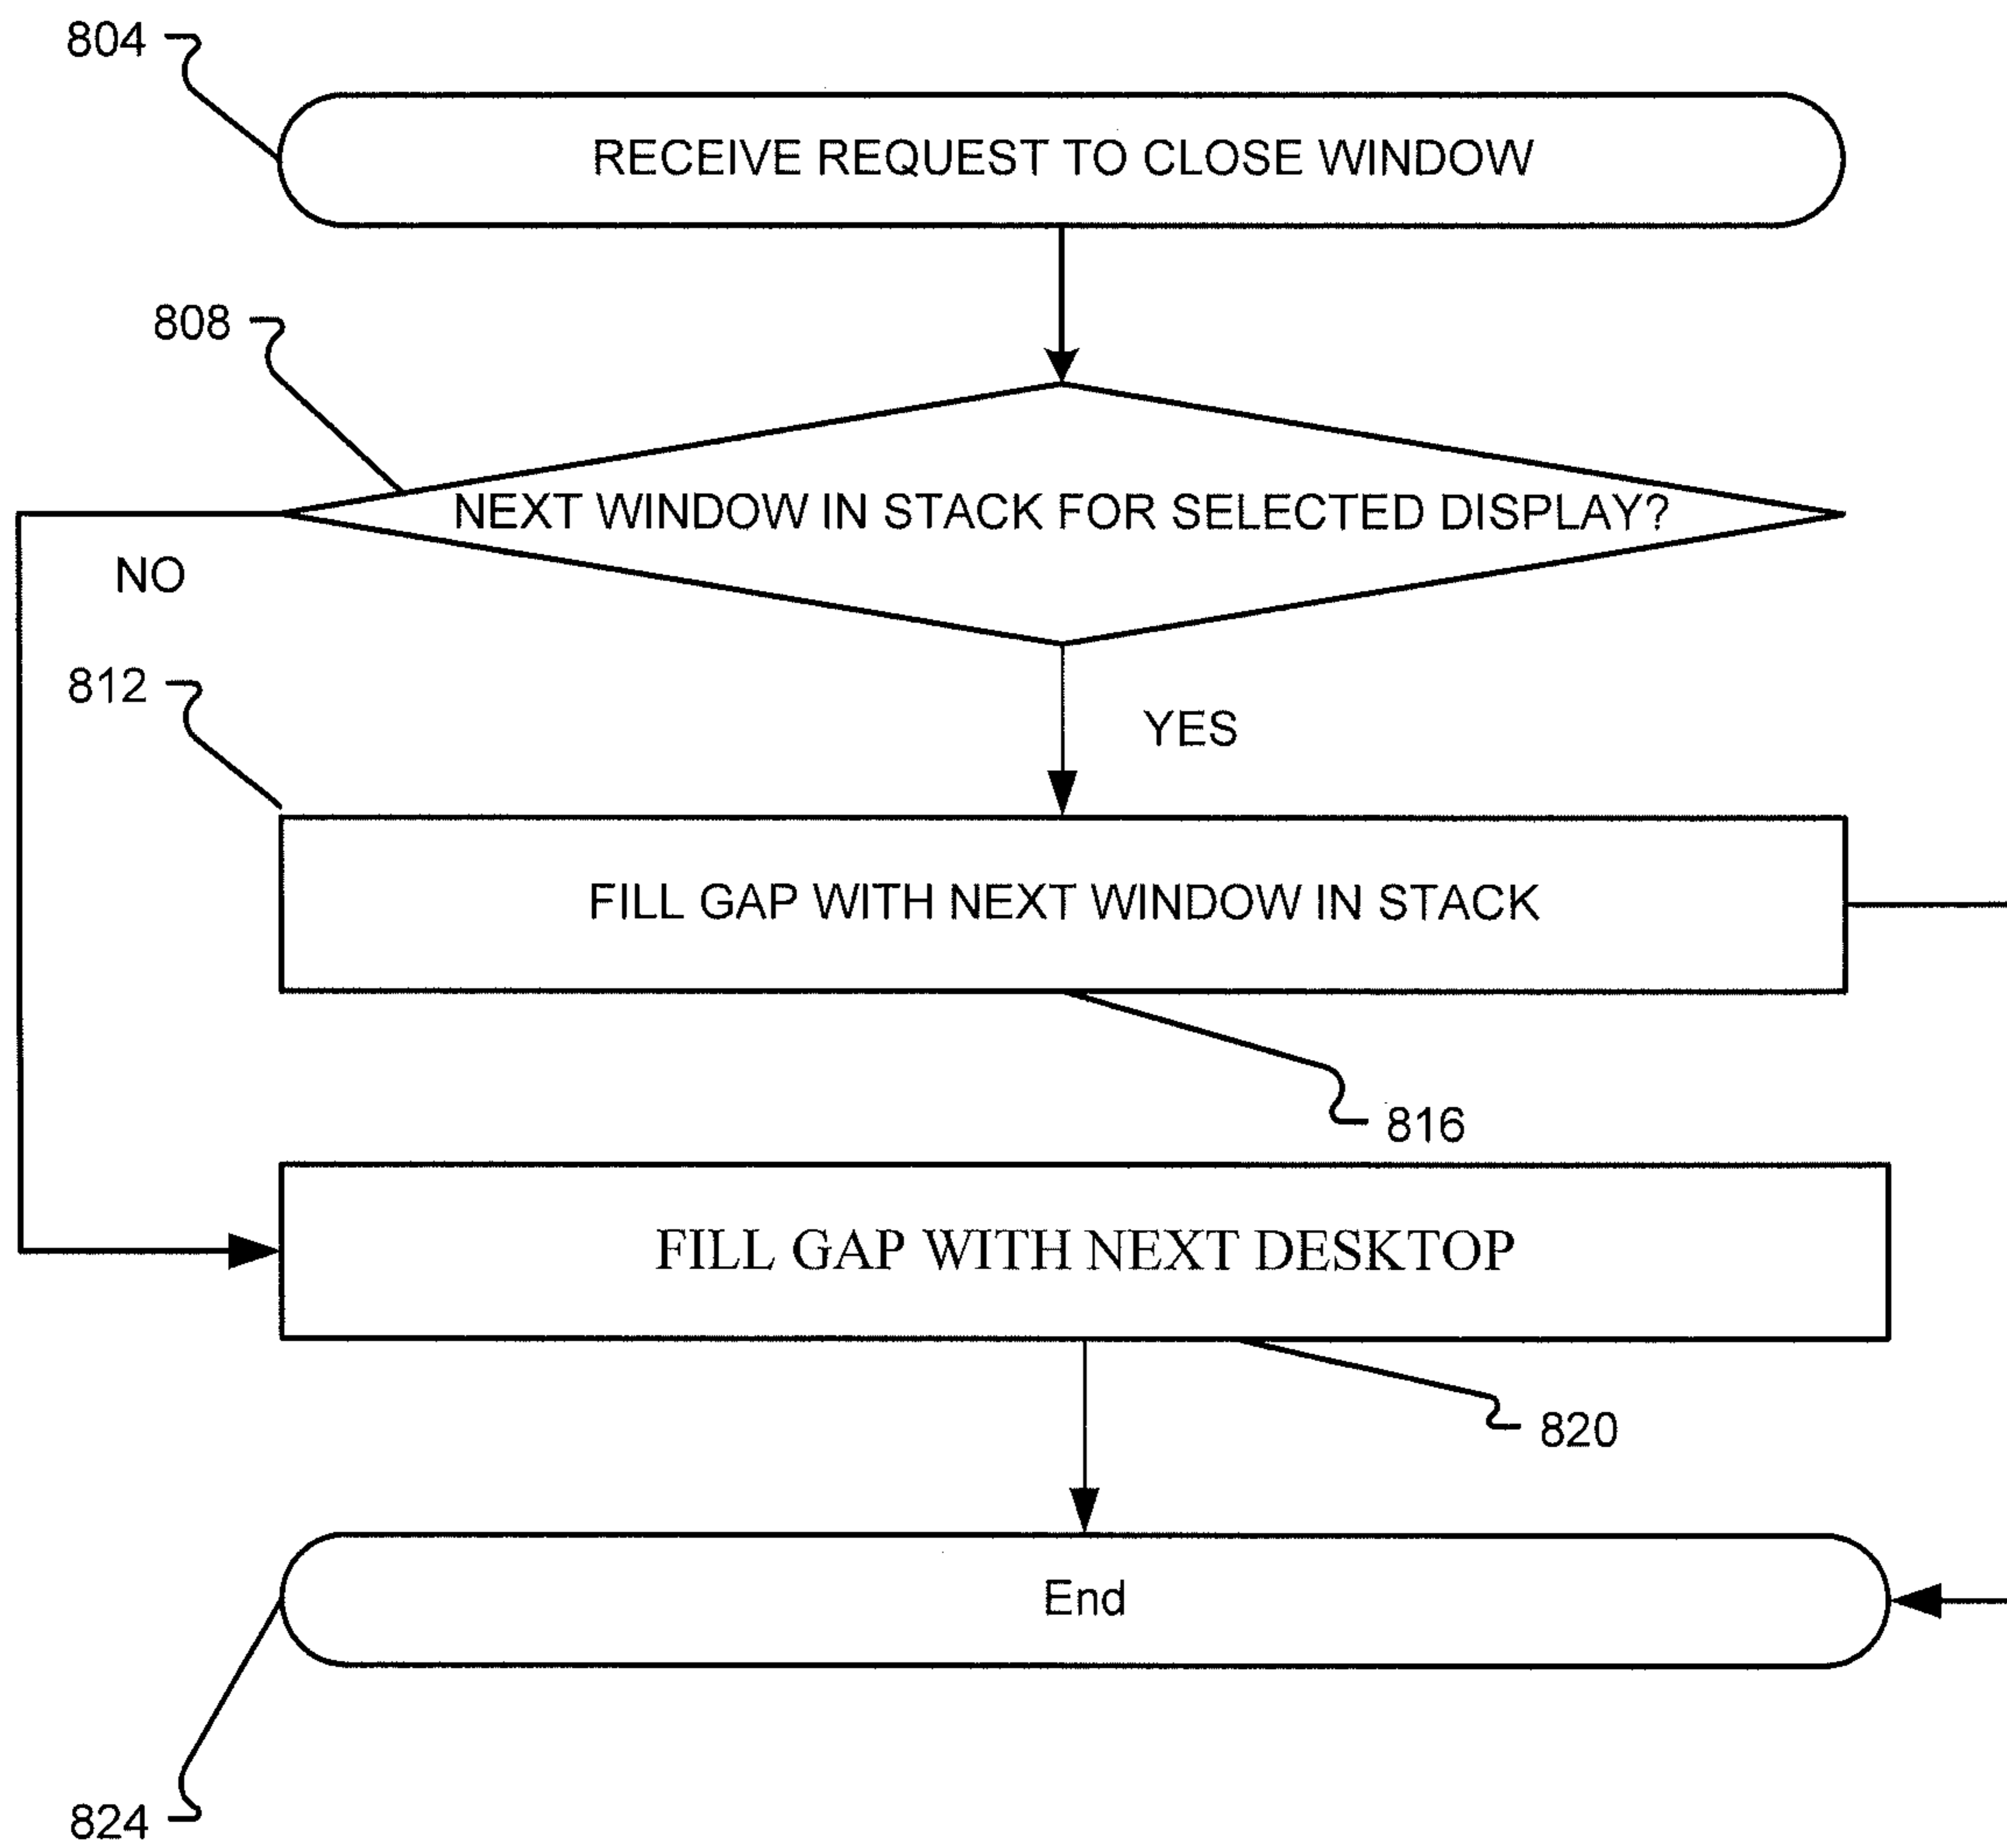 804
RECEIVE REQUEST TO CLOSE WINDOW
808
NEXT WINDOW IN STACK FOR SELECTED DISPLAY?
NO
812
YES
FILL GAP WITH NEXT WINDOW IN STACK
816
FILL GAP WITH NEXT DESKTOP
820
End
824